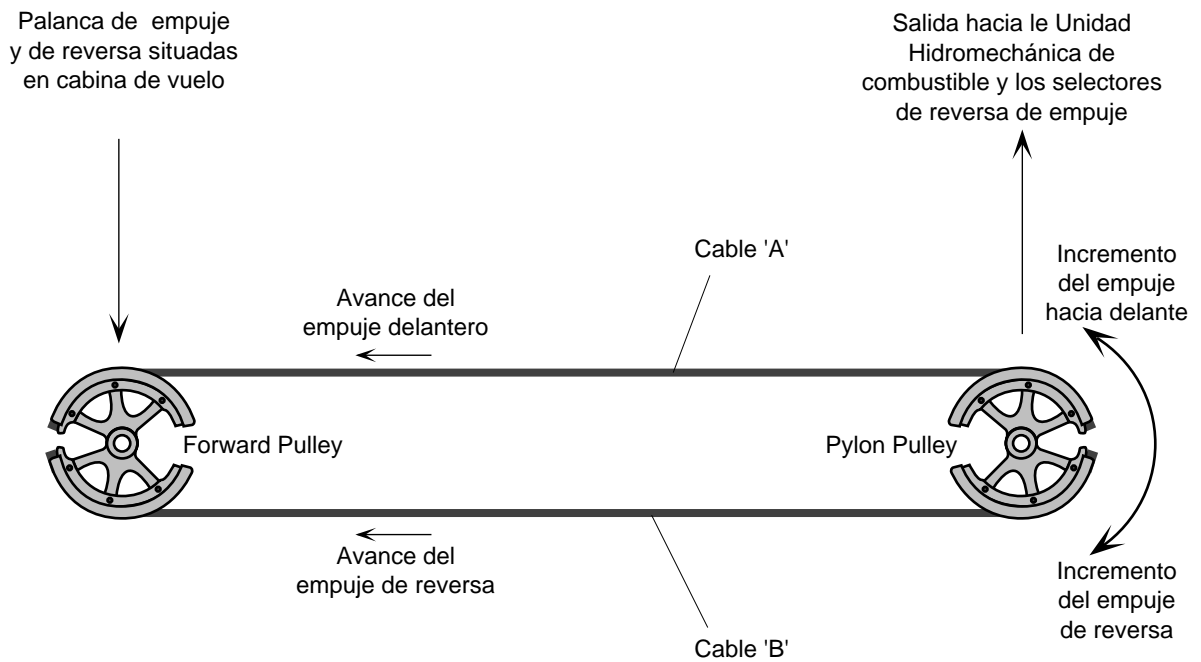 Palanca de empuje
y de reversa situadas
en cabina de vuelo
Salida hacia le Unidad
Hidromechánica de
combustible y los selectores
de reversa de empuje
Cable 'A'
Incremento
del empuje
hacia delante
Avance del
empuje delantero
Forward Pulley
Pylon Pulley
Avance del
empuje de reversa
Incremento
del empuje
de reversa
Cable 'B'